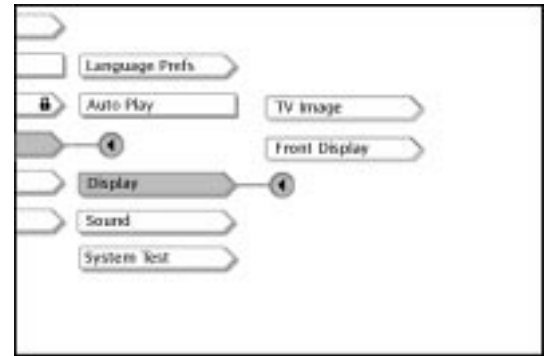 Language Prefs
Auto Play
TV Image
Front Display
Display
Sound
System Test